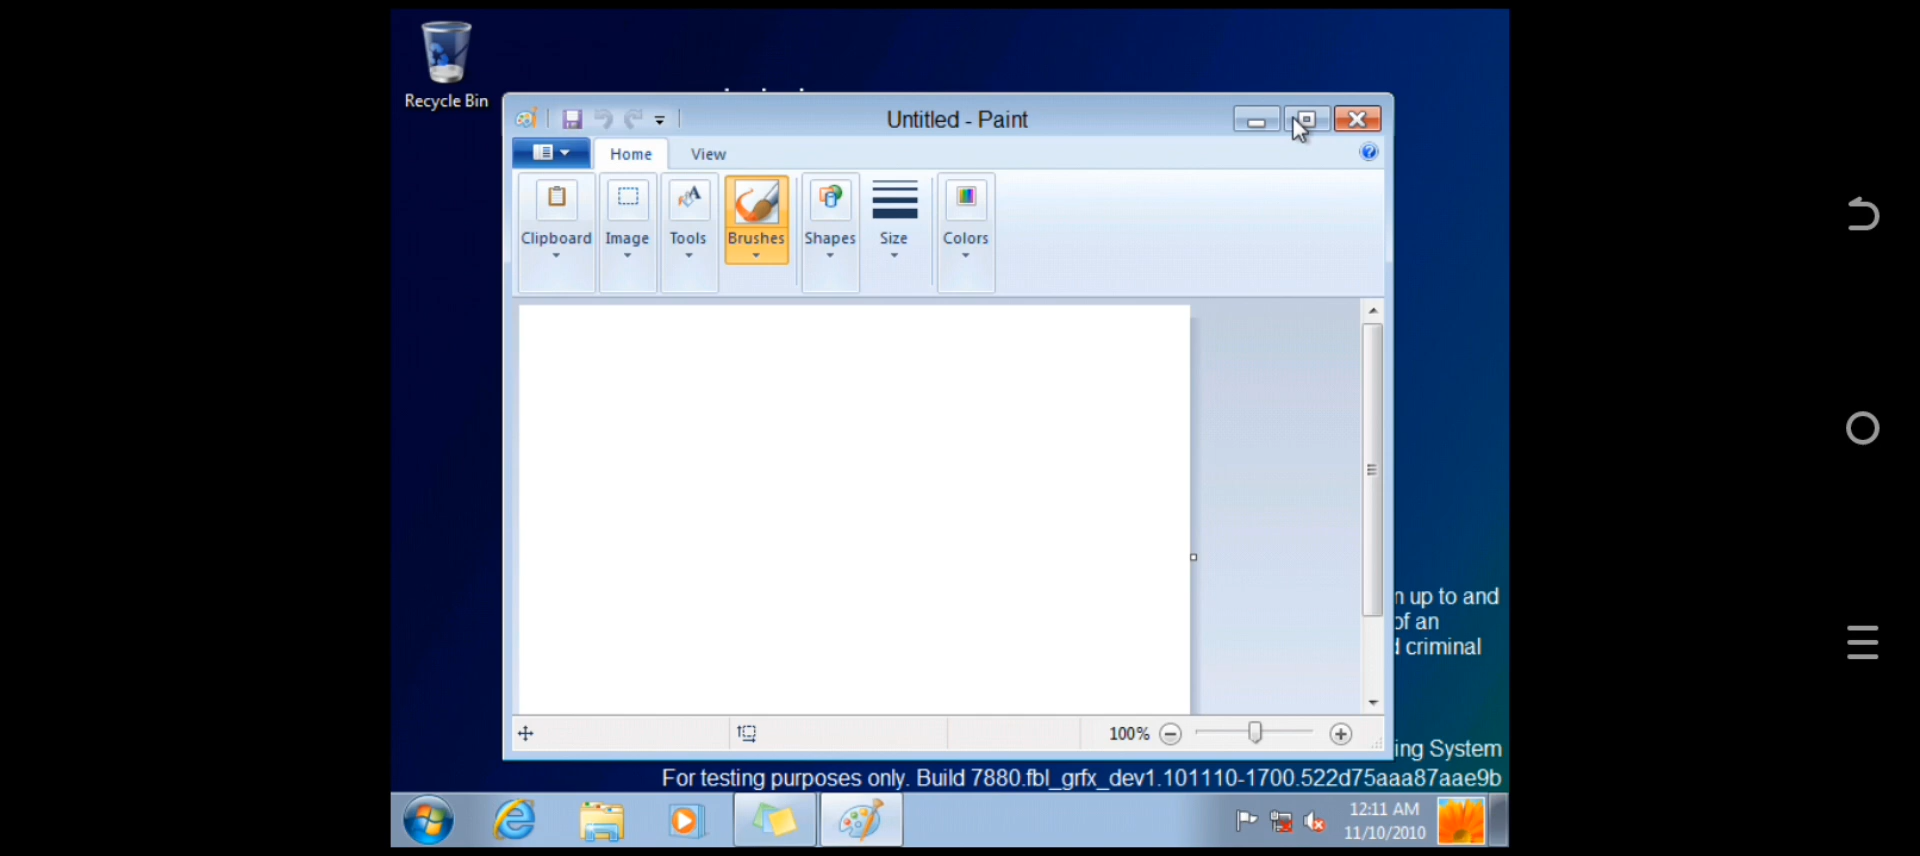 Recycle Bin
Untitled - Paint
Home View
Clipboard Image Tools Brushes Shapes Size Colors
up to and
of an
criminal
100%
System
For testing purposes only. Build 7880.fbl_grfx_dev1.101110-1700.522d75aaa87aae9b
12:11 AM
11/10/2010